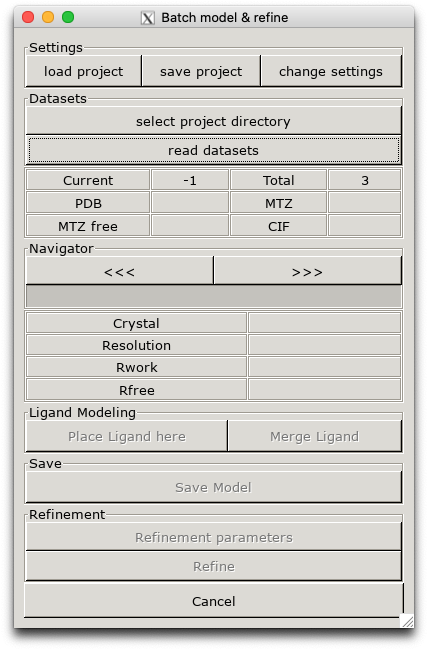 Batch model & refine
Settings
load project save project change settings
Datasets
select project directory
read datasets
Current -1 Total 3
PDB MTZ
MTZ free CIF
Navigator
<<< >>>
Crystal
Resolution
Rwork
Rfree
Ligand Modeling
Place Ligand here Merge Ligand
Save
Save Model
Refinement
Refinement parameters
Refine
Cancel